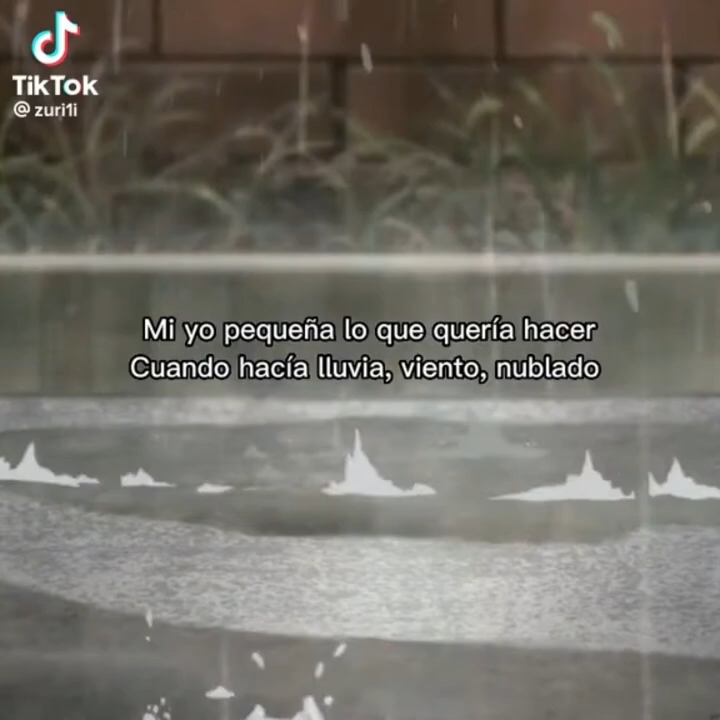 TikTok
@zuri1i
Mi yo pequeña lo que quería hacer
Cuando hacía lluvia, viento, nublado